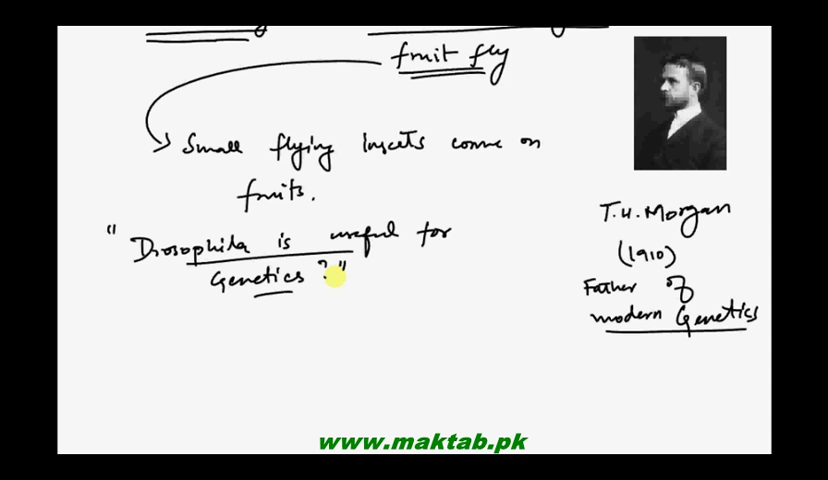 fruit fly
Small flying Insects come on
fruits.
T.H. Morgan
(1910)
Father of
modern Genetics
"Drosophila is useful for
Genetics?"
www.maktab.pk